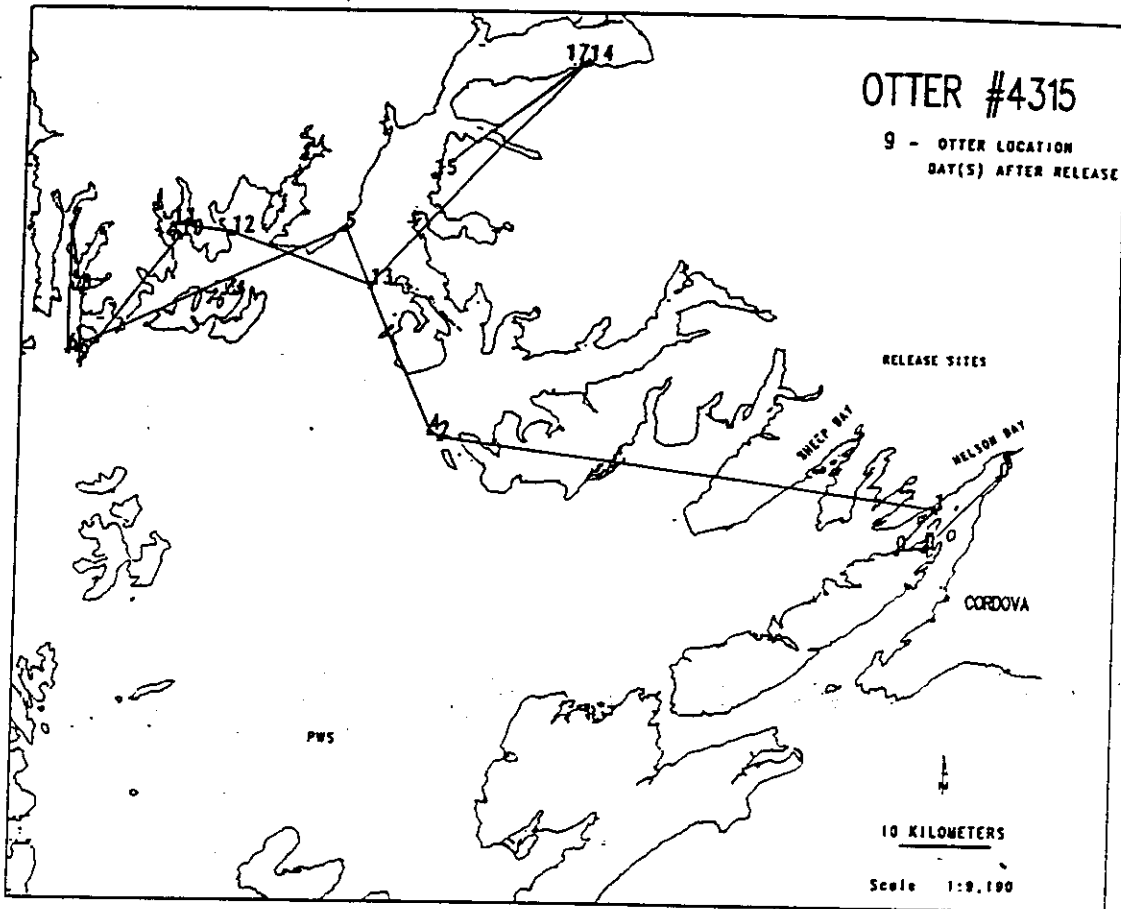 1714
OTTER #4315
9 - OTTER LOCATION
DAY(S) AFTER RELEASE
15
5
12
13
RELEASE SITES
4
SHEEP BAY
NELSON BAY
CORDOVA
PWS
10 KILOMETERS
Scale 1:9,190